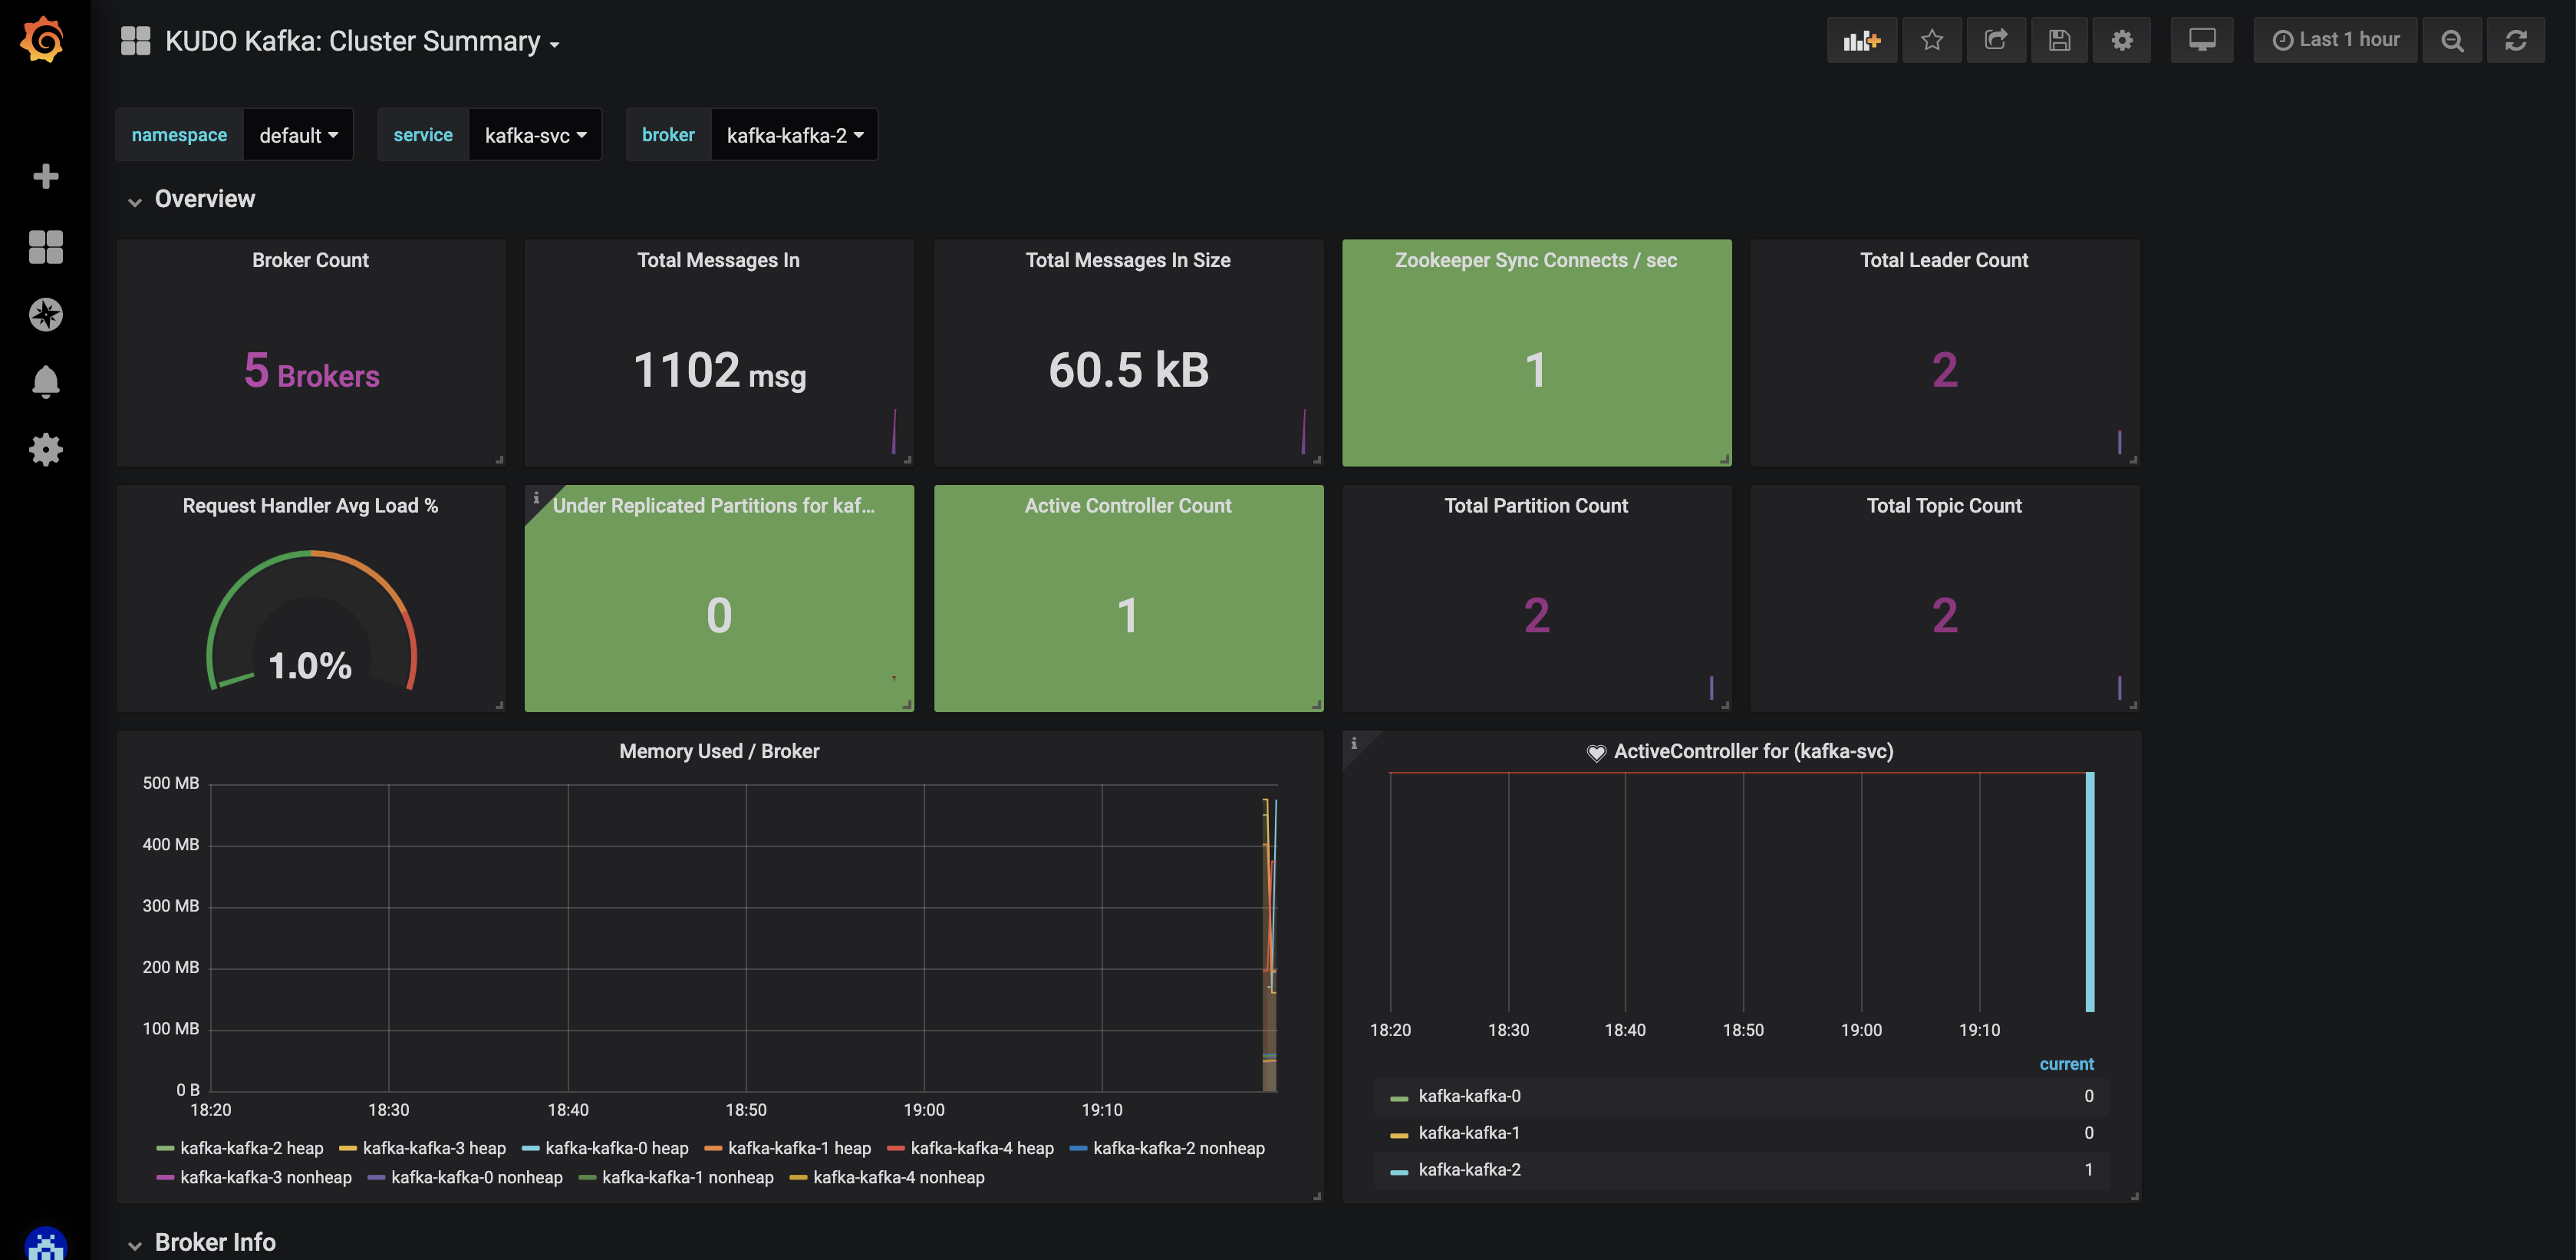 KUDO Kafka: Cluster Summary
Last 1 hour
namespace default service kafka-svc broker kafka-kafka-2
Overview
Broker Count
5 Brokers
Total Messages In
1102 msg
Total Messages In Size
60.5 kB
Zookeeper Sync Connects / sec
1
Total Leader Count
2
Request Handler Avg Load %
1.0%
i
Under Replicated Partitions for kaf...
0
Active Controller Count
1
Total Partition Count
2
Total Topic Count
2
Memory Used / Broker
500 MB
400 MB
300 MB
200 MB
100 MB
0 B
18:20 18:30 18:40 18:50 19:00 19:10
kafka-kafka-2 heap kafka-kafka-3 heap kafka-kafka-0 heap kafka-kafka-1 heap kafka-kafka-4 heap kafka-kafka-2 nonheap
kafka-kafka-3 nonheap kafka-kafka-0 nonheap kafka-kafka-1 nonheap kafka-kafka-4 nonheap
i
ActiveController for (kafka-svc)
18:20 18:30 18:40 18:50 19:00 19:10
current
kafka-kafka-0 0
kafka-kafka-1 0
kafka-kafka-2 1
Broker Info